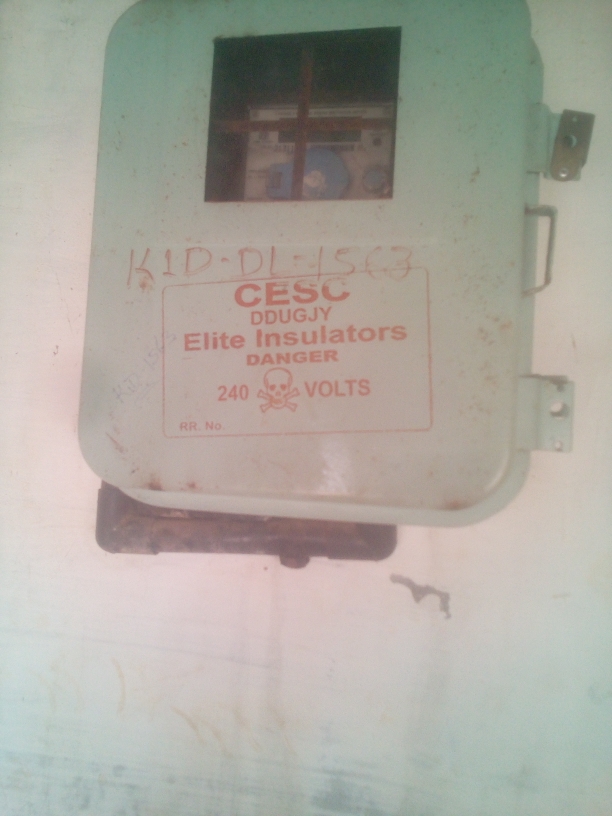 K1D-DL-1563
CESC
DDUGJY
Elite Insulators
DANGER
240 VOLTS
RR. No.